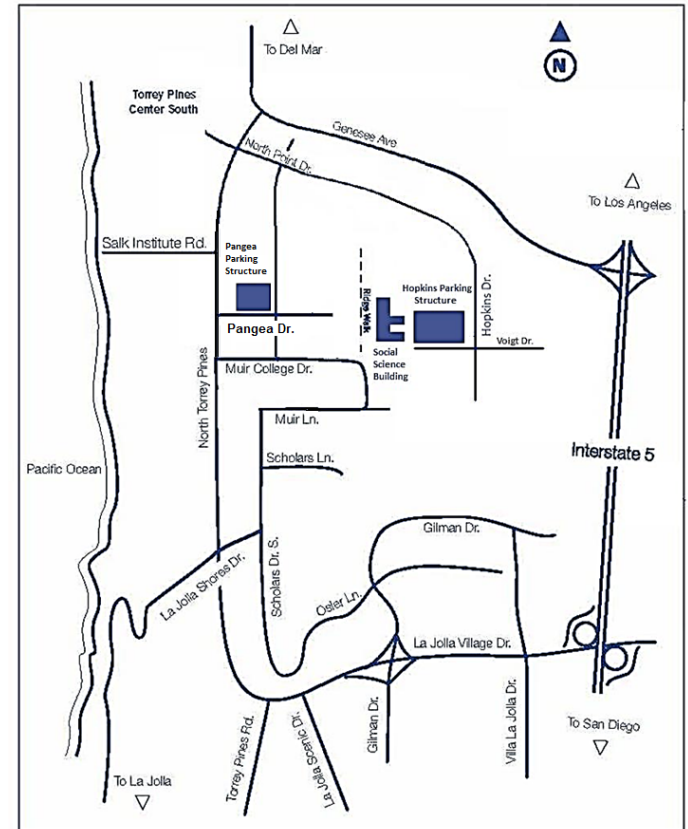 To Del Mar
N
Torrey Pines
Center South
Genesee Ave
North Point Dr.
To Los Angeles
Salk Institute Rd.
Pangea
Parking
Structure
Hopkins Parking
Structure
Ridge Walk
Hopkins Dr.
Pangea Dr.
Voigt Dr.
Social
Science
Building
Muir College Dr.
North Torrey Pines
Muir Ln.
Interstate 5
Scholars Ln.
Pacific Ocean
Gilman Dr.
La Jolla Shores Dr.
Scholars Dr. S.
Osler Ln.
La Jolla Village Dr.
Torrey Pines Rd.
La Jolla Scenic Dr.
Gilman Dr.
Villa La Jolla Dr.
To San Diego
To La Jolla